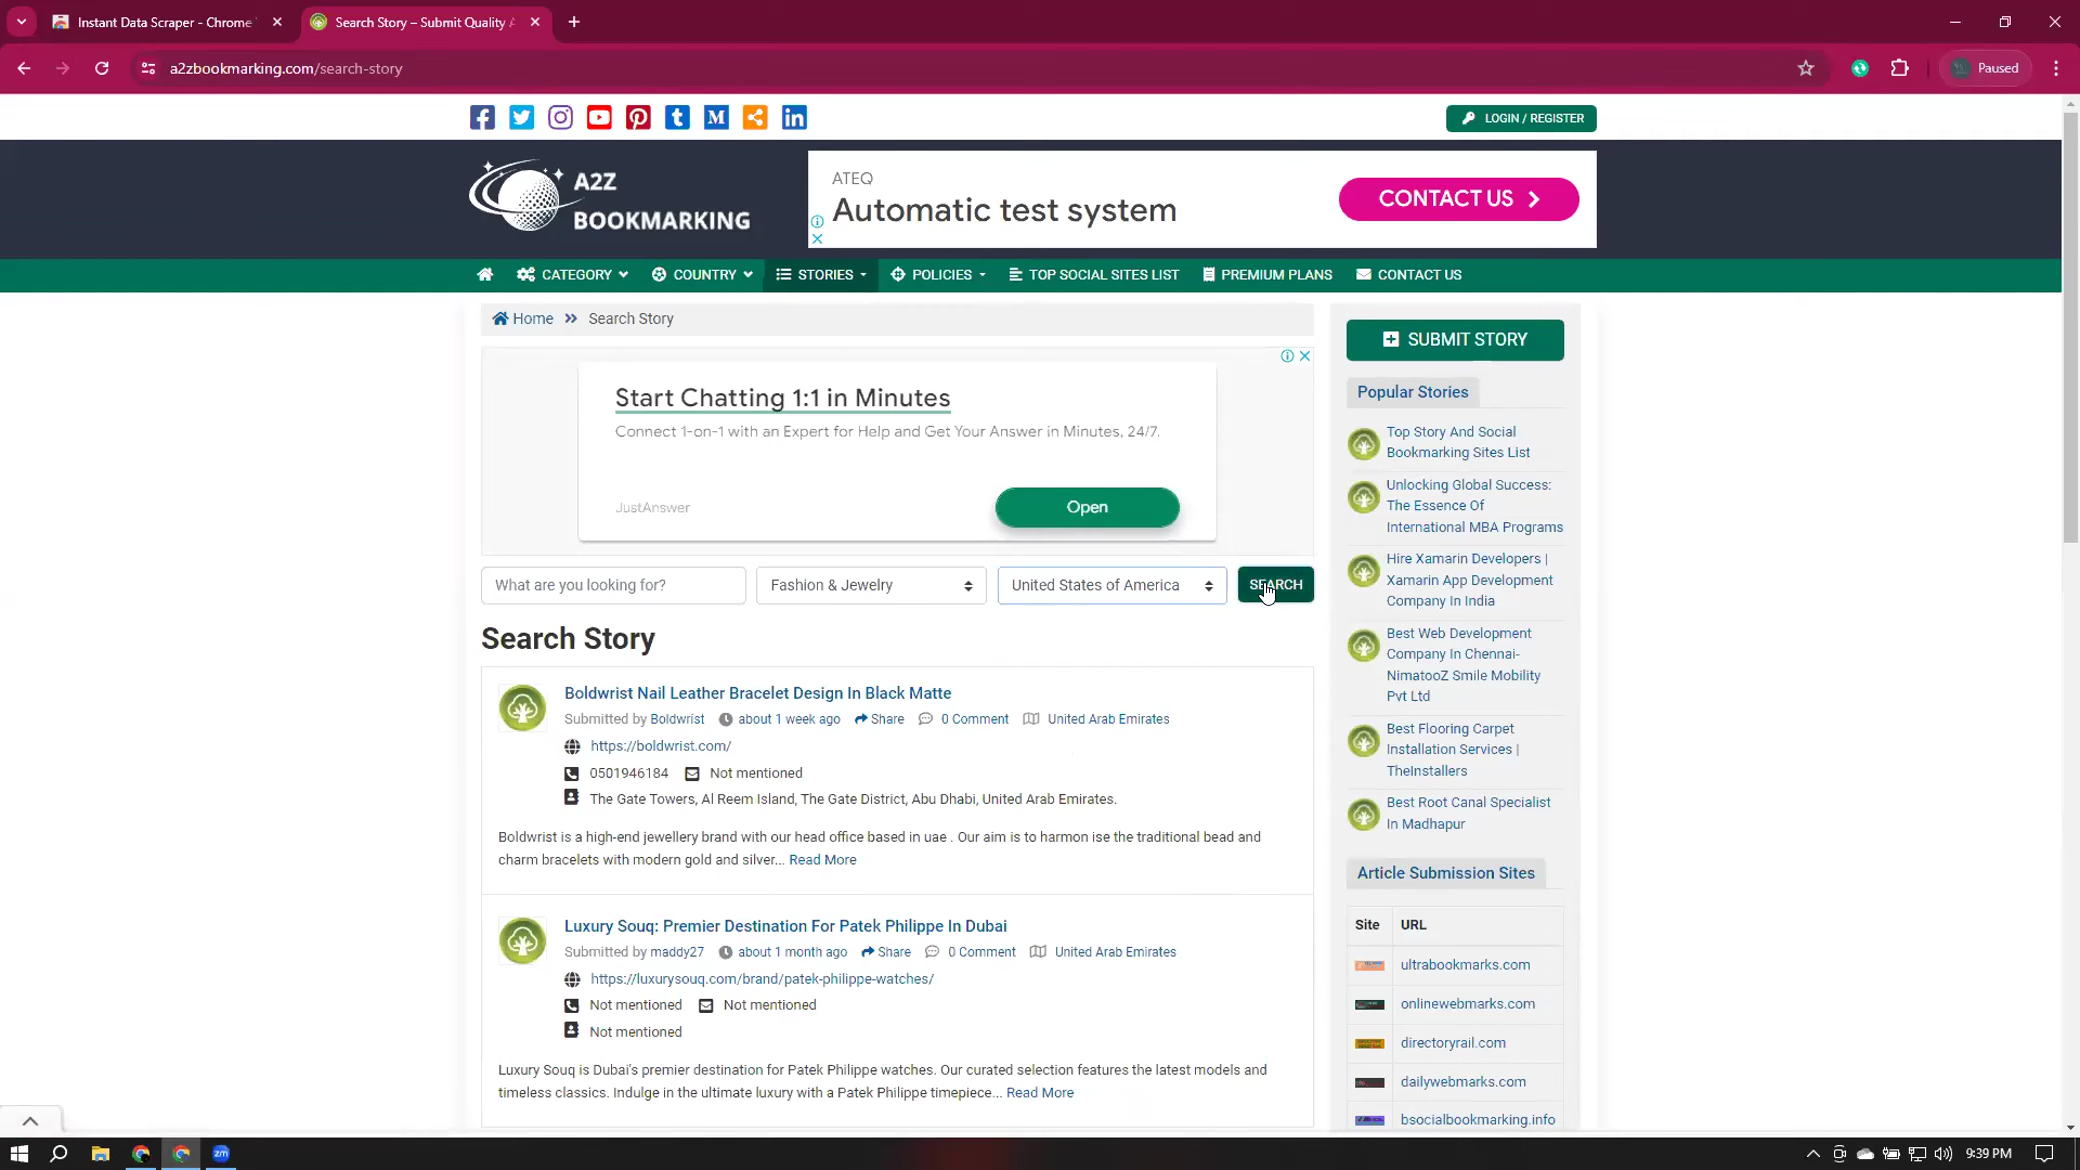 Instant Data Scraper - Chrome
Search Story – Submit Quality A
a2zbookmarking.com/search-story
Paused
LOGIN / REGISTER
A2Z
BOOKMARKING
ATEQ
Automatic test system
CONTACT US
CATEGORY
COUNTRY
STORIES
POLICIES
TOP SOCIAL SITES LIST
PREMIUM PLANS
CONTACT US
Home » Search Story
Start Chatting 1:1 in Minutes
Connect 1-on-1 with an Expert for Help and Get Your Answer in Minutes, 24/7.
JustAnswer
Open
What are you looking for?
Fashion & Jewelry
United States of America
SEARCH
Search Story
Boldwrist Nail Leather Bracelet Design In Black Matte
Submitted by Boldwrist about 1 week ago Share 0 Comment United Arab Emirates
https://boldwrist.com/
0501946184 Not mentioned
The Gate Towers, Al Reem Island, The Gate District, Abu Dhabi, United Arab Emirates.
Boldwrist is a high-end jewellery brand with our head office based in uae . Our aim is to harmon ise the traditional bead and
charm bracelets with modern gold and silver... Read More
Luxury Souq: Premier Destination For Patek Philippe In Dubai
Submitted by maddy27 about 1 month ago Share 0 Comment United Arab Emirates
https://luxurysouq.com/brand/patek-philippe-watches/
Not mentioned Not mentioned
Not mentioned
Luxury Souq is Dubai's premier destination for Patek Philippe watches. Our curated selection features the latest models and
timeless classics. Indulge in the ultimate luxury with a Patek Philippe timepiece... Read More
SUBMIT STORY
Popular Stories
Top Story And Social
Bookmarking Sites List
Unlocking Global Success:
The Essence Of
International MBA Programs
Hire Xamarin Developers |
Xamarin App Development
Company In India
Best Web Development
Company In Chennai-
NimatooZ Smile Mobility
Pvt Ltd
Best Flooring Carpet
Installation Services |
TheInstallers
Best Root Canal Specialist
In Madhapur
Article Submission Sites
Site URL
ultrabookmarks.com
onlinewebmarks.com
directoryrail.com
dailywebmarks.com
bsocialbookmarking.info
zm
9:39 PM